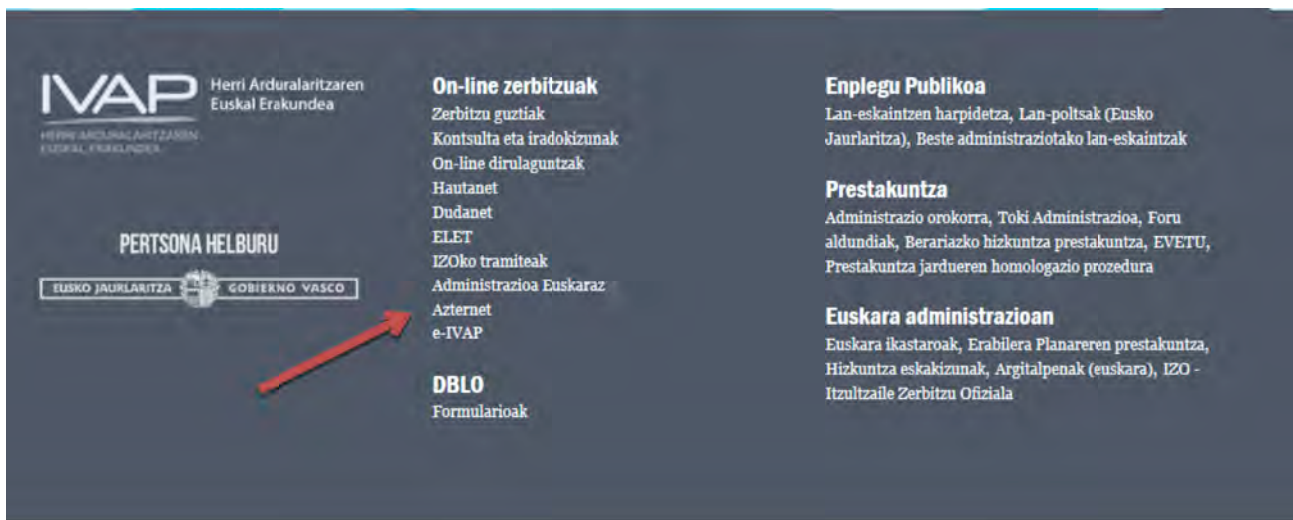 IVAP
Herri Arduralaritzaren
Euskal Erakundea
HERRI ARDURALARITZAREN
EUSKAL ERAKUNDEA
PERTSONA HELBURU
EUSKO JAURLARITZA
GOBIERNO VASCO
On-line zerbitzuak
Zerbitzu guztiak
Kontsulta eta iradokizunak
On-line dirulaguntzak
Hautanet
Dudanet
ELET
IZOko tramiteak
Administrazioa Euskaraz
Azternet
e-IVAP
DBLO
Formularioak
Enplegu Publikoa
Lan-eskaintzen harpidetza, Lan-poltsak (Eusko
Jaurlaritza), Beste administraziotako lan-eskaintzak
Prestakuntza
Administrazio orokorra, Toki Administrazioa, Foru
aldundiak, Berariazko hizkuntza prestakuntza, EVETU,
Prestakuntza jardueren homologazio prozedura
Euskara administrazioan
Euskara ikastaroak, Erabilera Planareren prestakuntza,
Hizkuntza eskakizunak, Argitalpenak (euskara), IZO -
Itzultzaile Zerbitzu Ofiziala